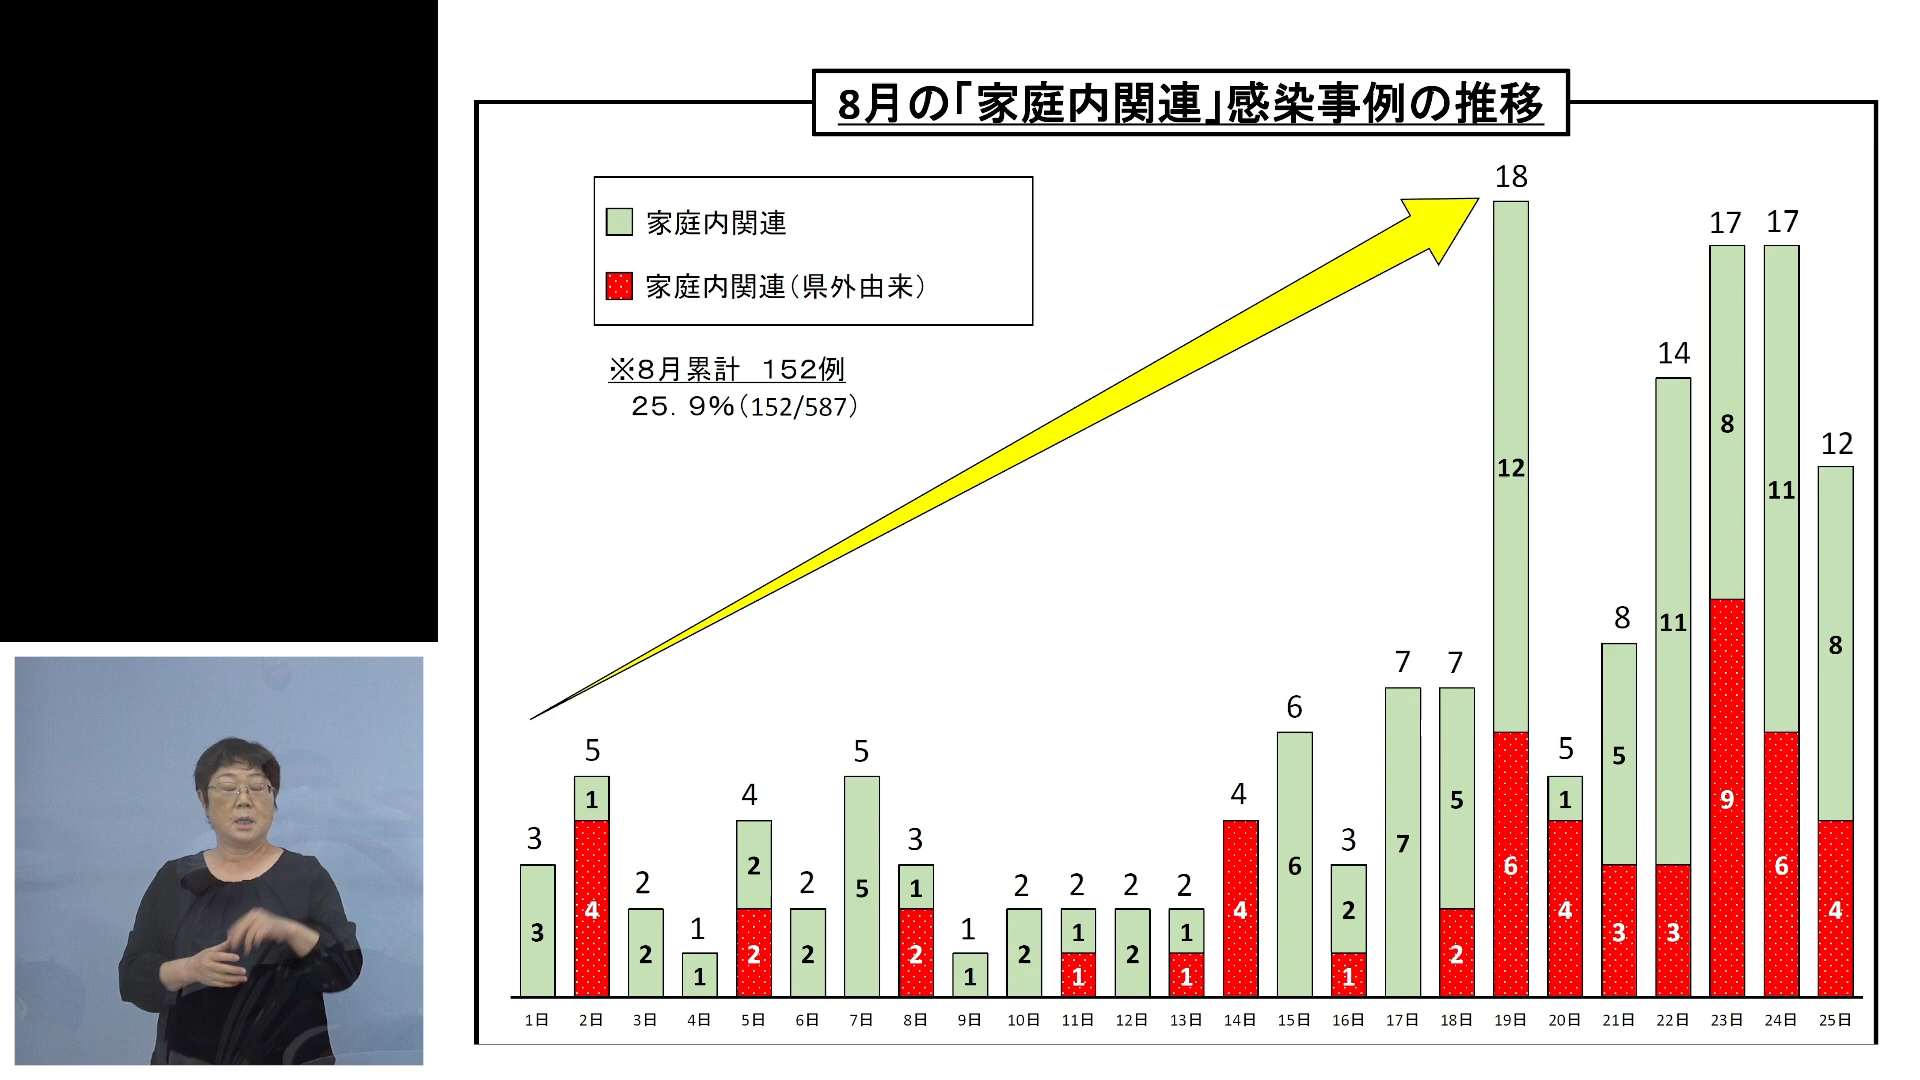 8月の「家庭内関連」感染事例の推移
家庭内関連
家庭内関連（県外由来）
※８月累計　１５２例
２５．９％（152/587）
3 5 2 1 4 2 5 3 1 2 2 2 2 4 6 3 7 7 18 5 8 14 17 17 12
3 1 2 1 2 2 5 1 1 2 1 2 1 6 2 7 5 12 1 5 11 8 11 8
4 2 2 1 1 4 1 2 6 4 3 3 9 6 4
1日 2日 3日 4日 5日 6日 7日 8日 9日 10日 11日 12日 13日 14日 15日 16日 17日 18日 19日 20日 21日 22日 23日 24日 25日